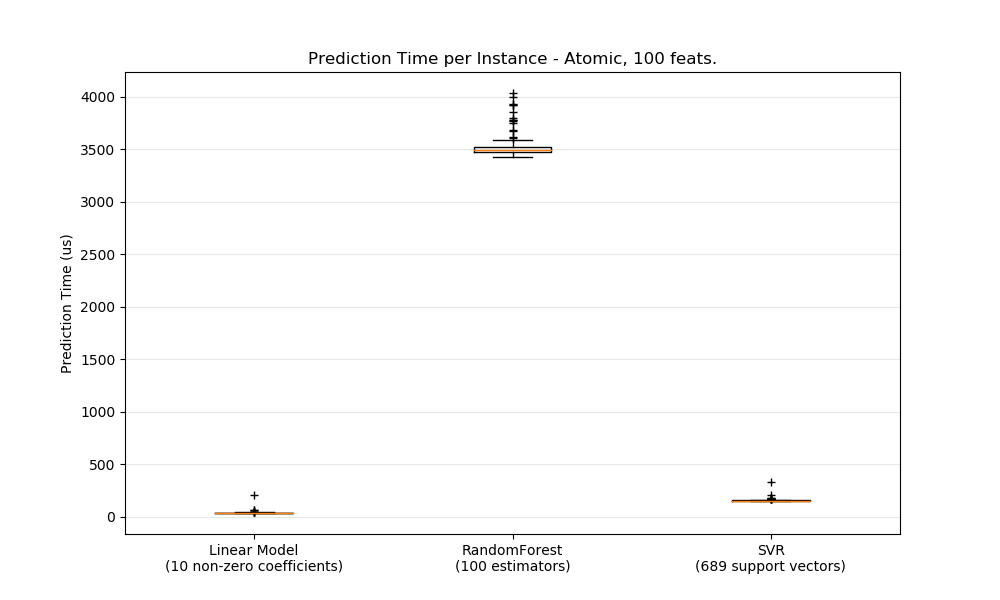 Prediction Time per Instance - Atomic, 100 feats.
4000
3500
3000
2500
2000
1500
1000
500
0
Prediction Time (us)
Linear Model
(10 non-zero coefficients)
RandomForest
(100 estimators)
SVR
(689 support vectors)